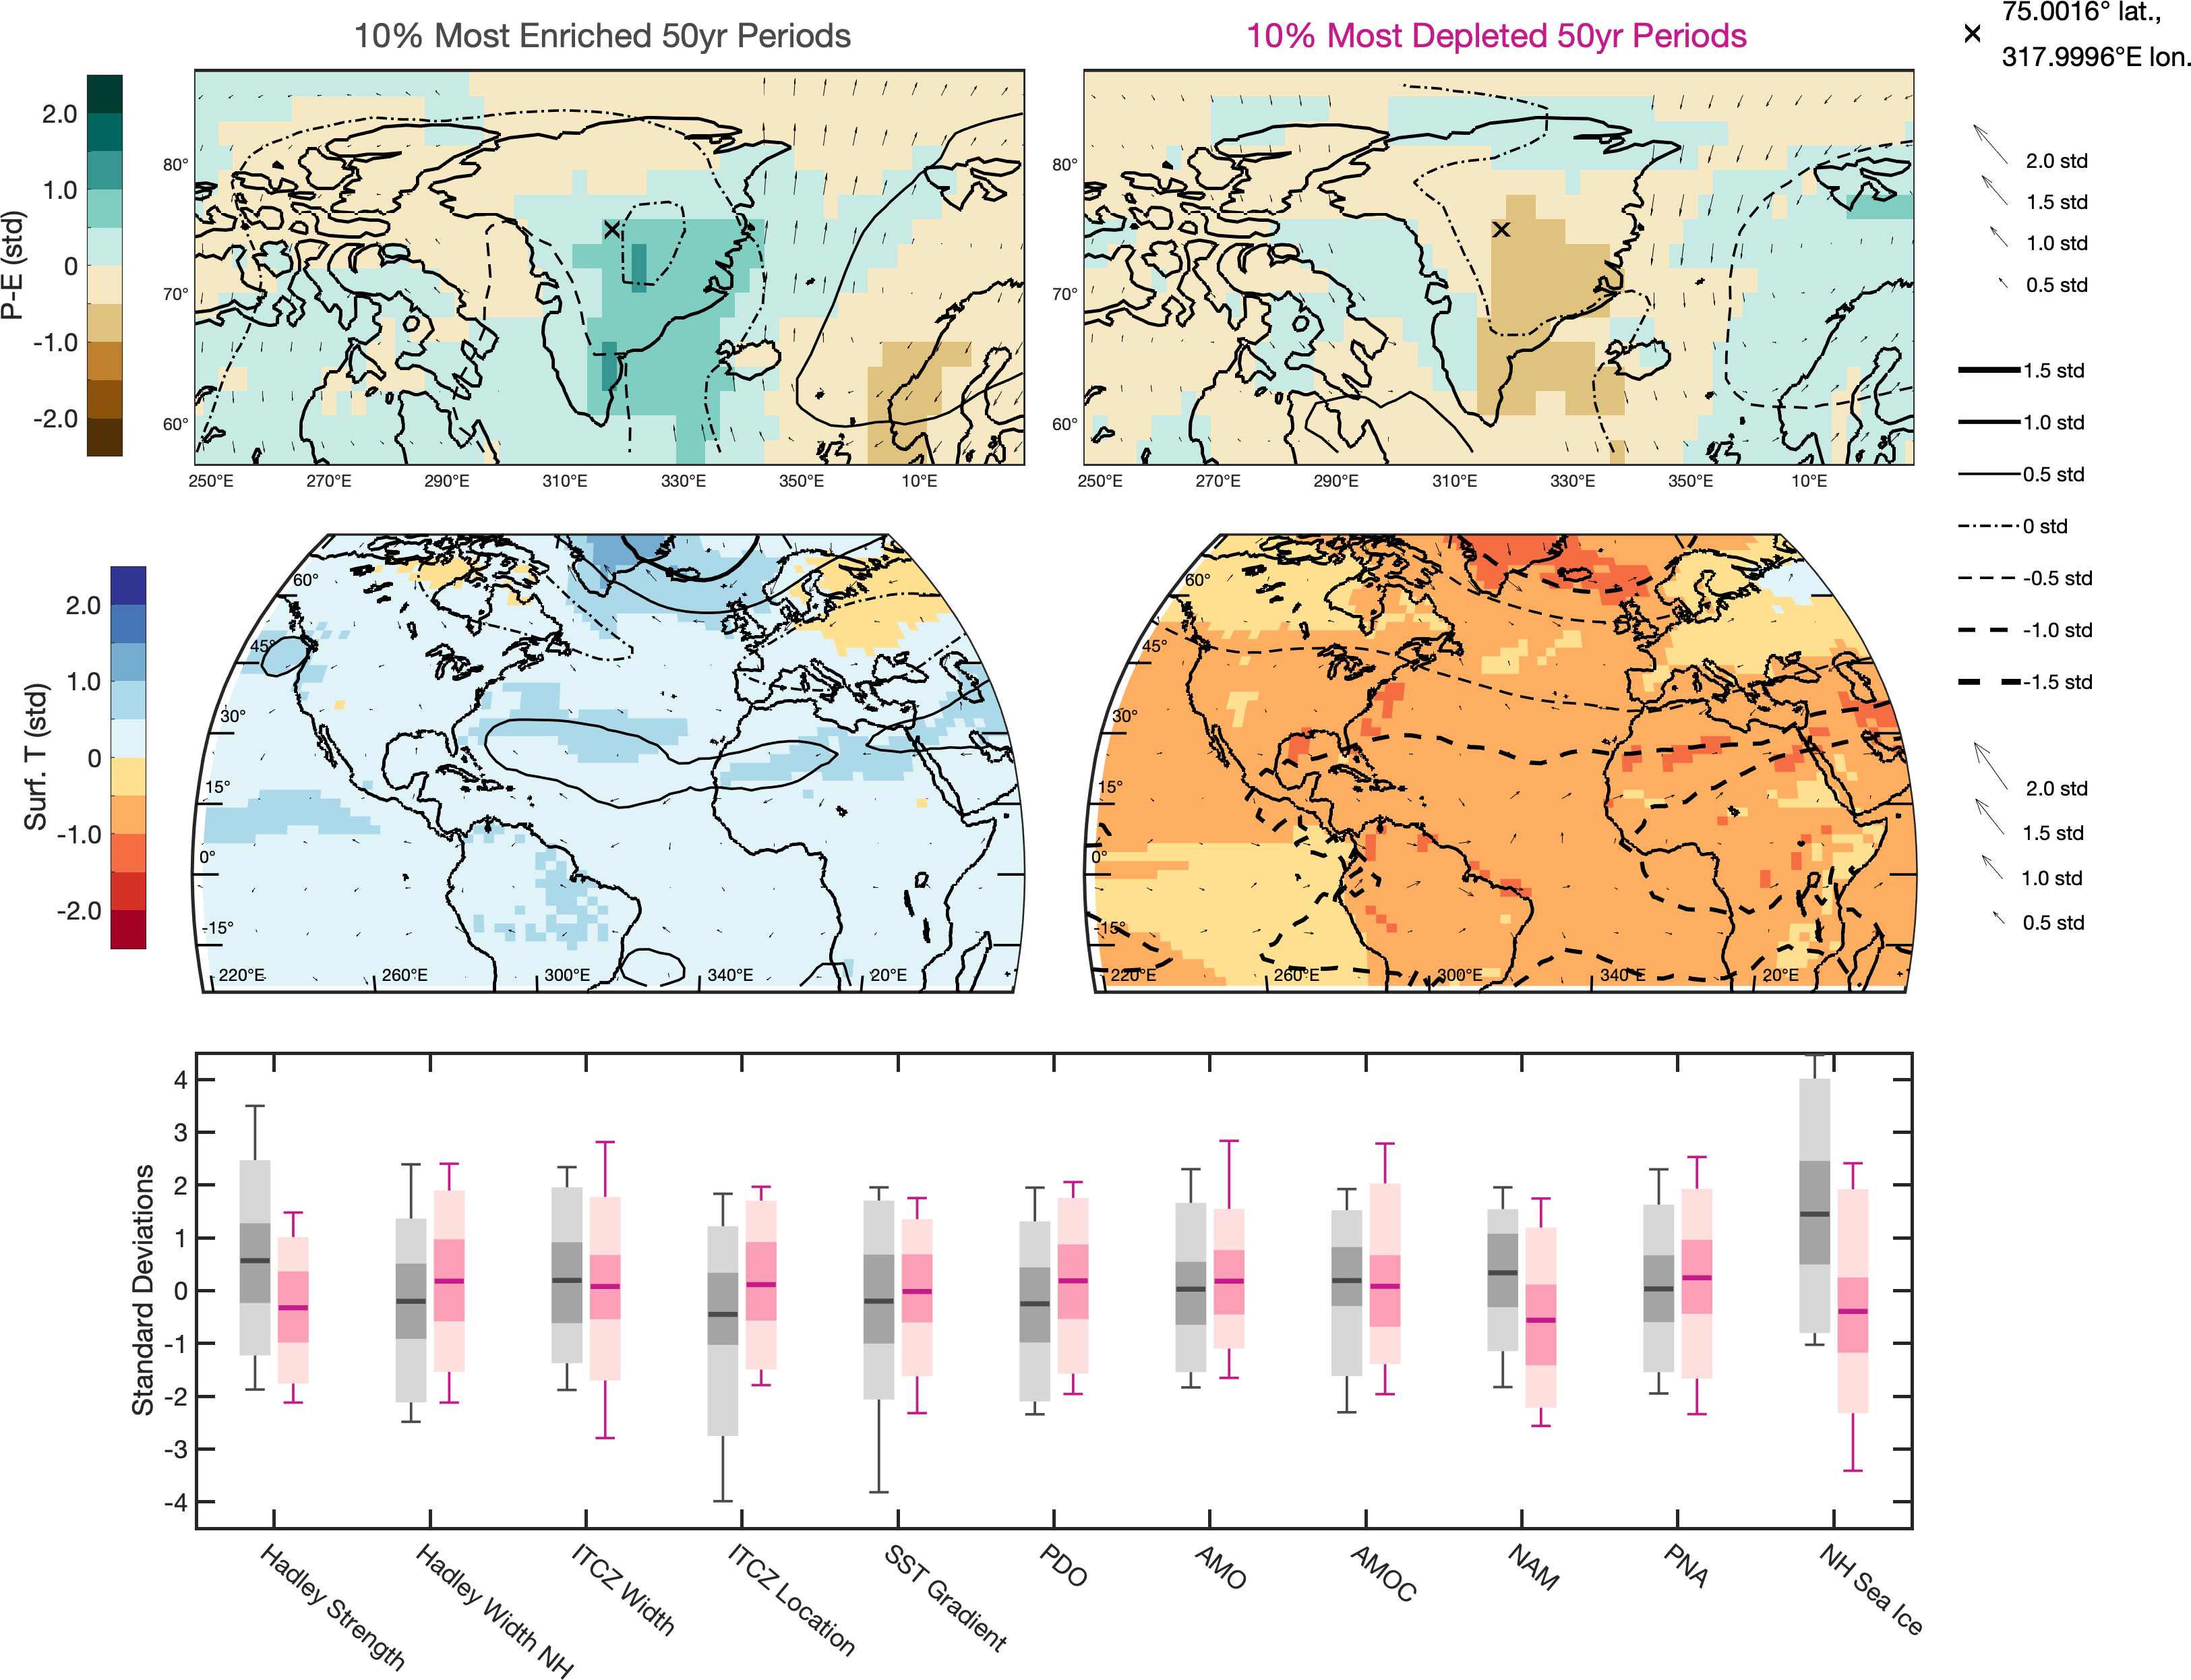 10% Most Enriched 50yr Periods
10% Most Depleted 50yr Periods
75.0016° lat.,
317.9996°E lon.
P-E (std)
2.0
1.0
0
-1.0
-2.0
80°
70°
60°
250°E 270°E 290°E 310°E 330°E 350°E 10°E
80°
70°
60°
250°E 270°E 290°E 310°E 330°E 350°E 10°E
2.0 std
1.5 std
1.0 std
0.5 std
1.5 std
1.0 std
0.5 std
0 std
-0.5 std
-1.0 std
-1.5 std
Surf. T (std)
2.0
1.0
0
-1.0
-2.0
60°
45°
30°
15°
0°
-15°
220°E 260°E 300°E 340°E 20°E
60°
45°
30°
15°
0°
-15°
220°E 260°E 300°E 340°E 20°E
2.0 std
1.5 std
1.0 std
0.5 std
Standard Deviations
4
3
2
1
0
-1
-2
-3
-4
Hadley Strength
Hadley Width NH
ITCZ Width
ITCZ Location
SST Gradient
PDO
AMO
AMOC
NAM
PNA
NH Sea Ice